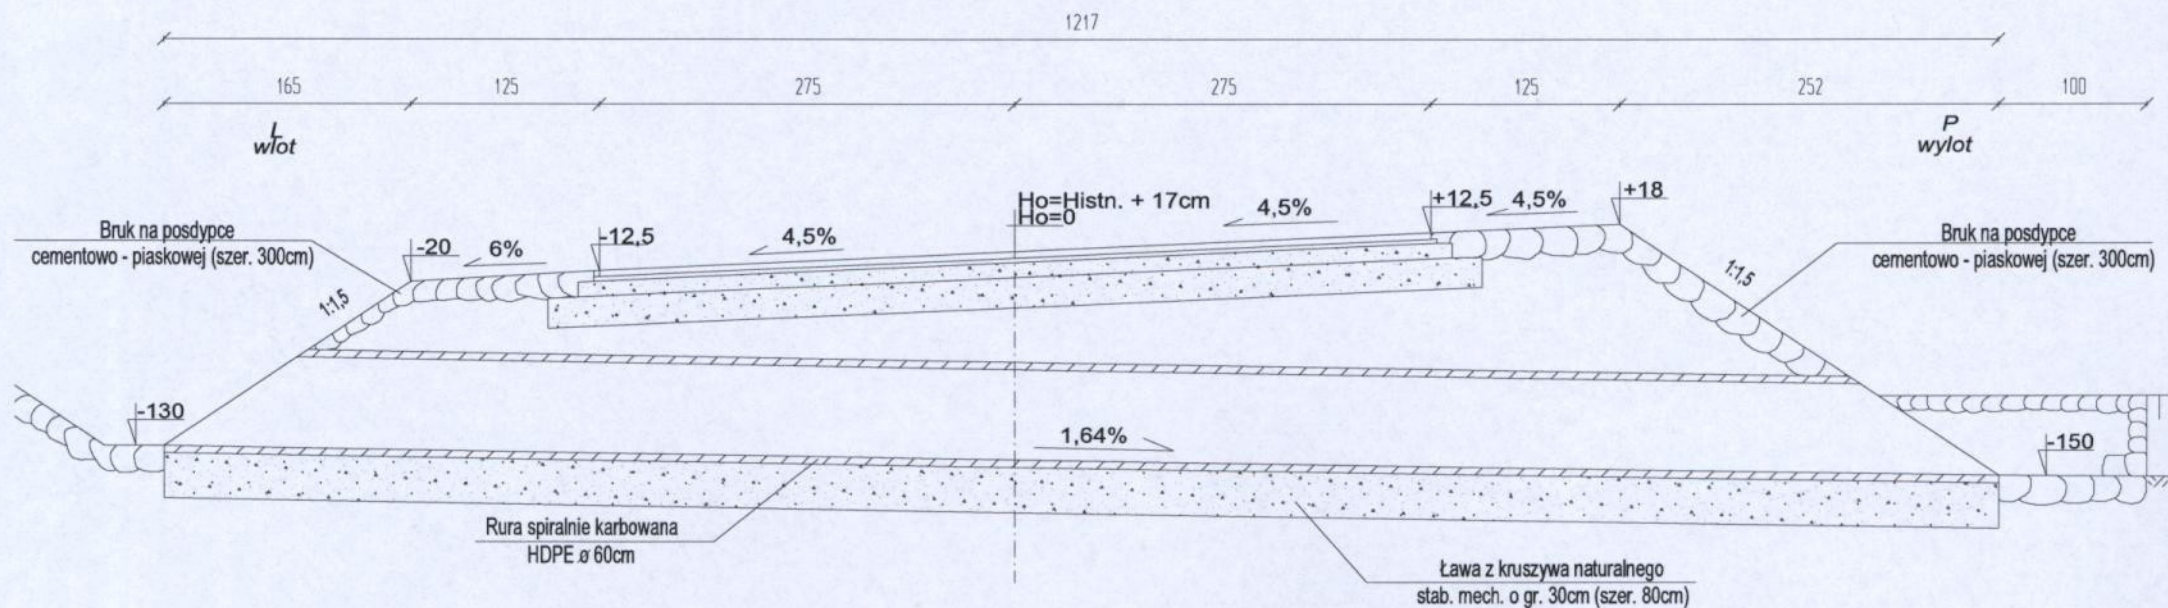 1217
165 125 275 275 125 252 100
L
wlot
P
wylot
Ho=Histn. + 17cm
Ho=0
4,5%
+12,5
4,5%
+18
Bruk na posdypce
cementowo - piaskowej (szer. 300cm)
-20
6%
-12,5
4,5%
Bruk na posdypce
cementowo - piaskowej (szer. 300cm)
1:1,5
1:1,5
-130
1,64%
-150
Rura spiralnie karbowana
HDPE ø 60cm
Ława z kruszywa naturalnego
stab. mech. o gr. 30cm (szer. 80cm)